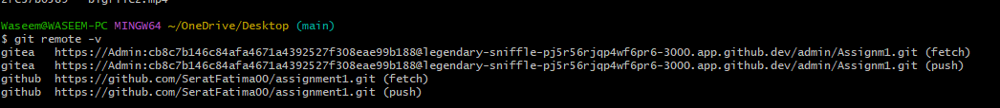 Waseem@WASEEM-PC MINGW64 ~/OneDrive/Desktop (main)
$ git remote -v
gitea   https://Admin:cb8c7b146c84afa4671a4392527f308eae99b188@legendary-sniffle-pj5r56rjqp4wf6pr6-3000.app.github.dev/admin/Assignm1.git (fetch)
gitea   https://Admin:cb8c7b146c84afa4671a4392527f308eae99b188@legendary-sniffle-pj5r56rjqp4wf6pr6-3000.app.github.dev/admin/Assignm1.git (push)
github  https://github.com/SeratFatima00/assignment1.git (fetch)
github  https://github.com/SeratFatima00/assignment1.git (push)